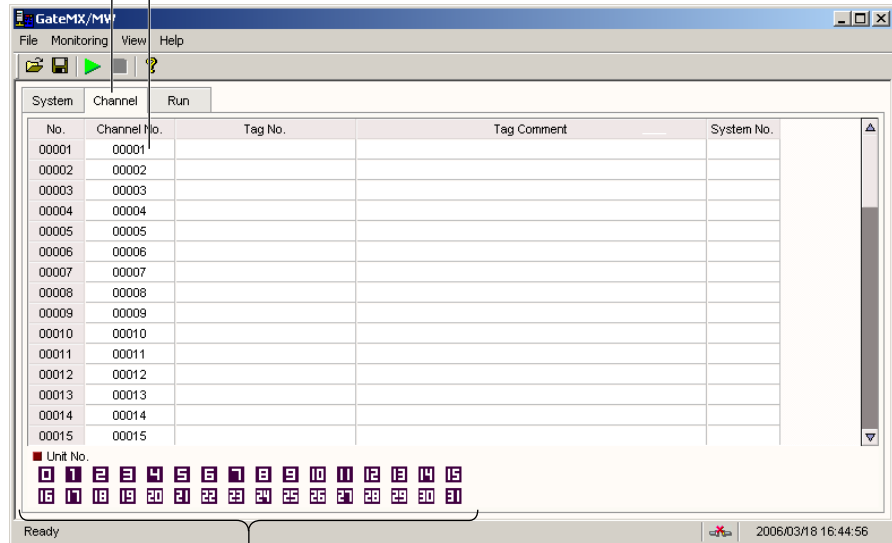 GateMX/MW
File Monitoring View Help
System Channel Run
No. Channel No. Tag No. Tag Comment System No.
00001 00001
00002 00002
00003 00003
00004 00004
00005 00005
00006 00006
00007 00007
00008 00008
00009 00009
00010 00010
00011 00011
00012 00012
00013 00013
00014 00014
00015 00015
Unit No.
0 1 2 3 4 5 6 7 8 9 10 11 12 13 14 15
16 17 18 19 20 21 22 23 24 25 26 27 28 29 30 31
Ready 2006/03/18 16:44:56